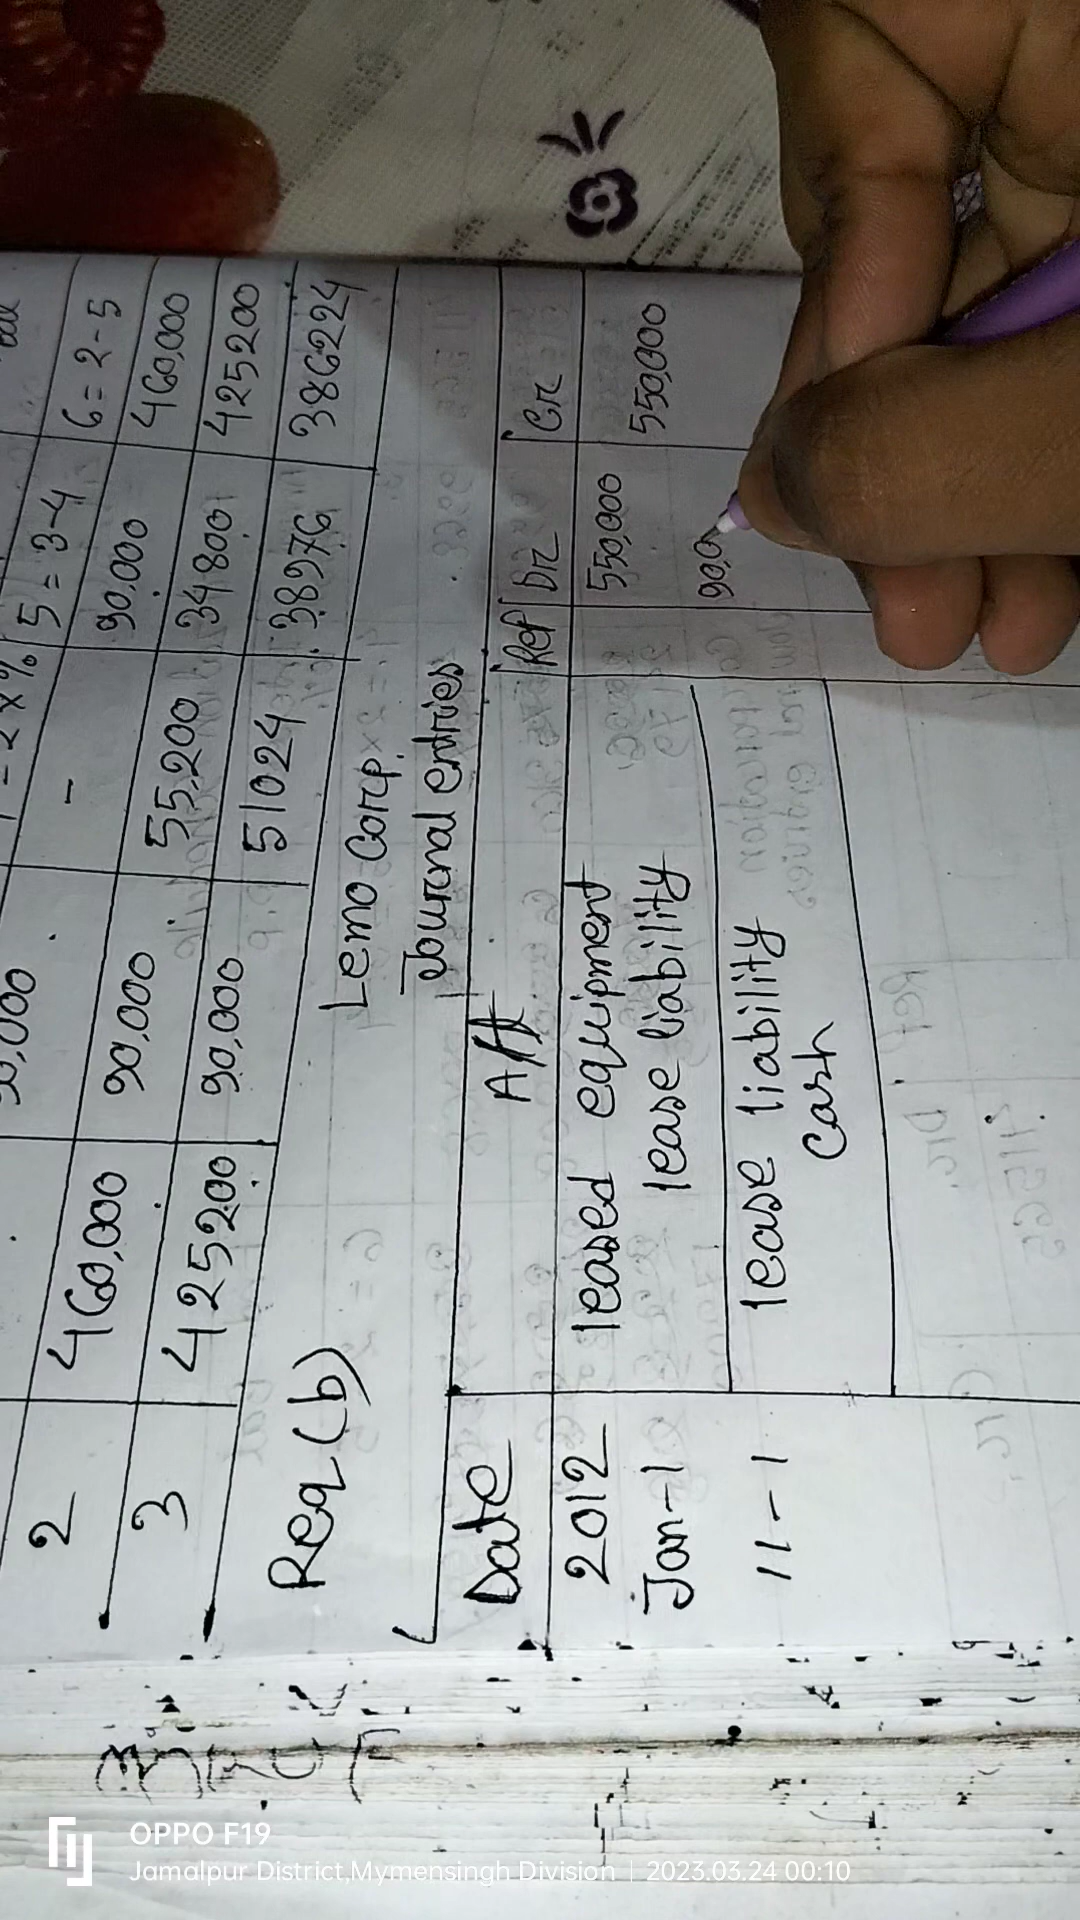 5 = 3-4 6 = 2-5
2 460,000 90,000 - 90,000 460,000
3 425200 90,000 55,200 34800 425200
51024 38976 386224
Req (b)
Lemo Corp.
Journal entries
Date A/t Ref Dr Cr
2012 leased equipment 550,000
Jan-1 lease liability 550,000
11-1 lease liability 90,0
Cash
OPPO F19
Jamalpur District,Mymensingh Division | 2023.03.24 00:10